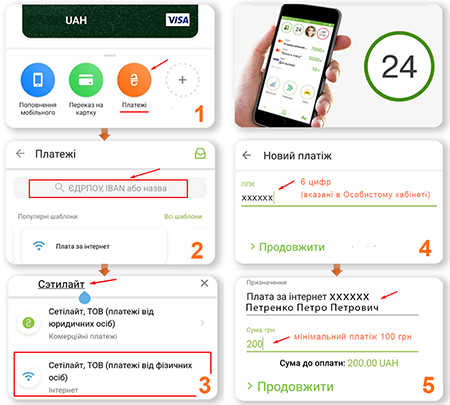 UAH
VISA
Поповнення мобільного
Переказ на картку
Платежі
1
24
Платежі
ЄДРПОУ, IBAN або назва
Популярні шаблони
Всі шаблони
Плата за інтернет
2
Сэтилайт
Сетілайт, ТОВ (платежі від
юридичних осіб)
Комерційні платежі
Сетілайт, ТОВ (платежі від фізичних
осіб)
Інтернет
3
Новий платіж
ППК
xxxxxx
6 цифр
(вказані в Особистому кабінеті)
Продовжити
4
Призначення
Плата за інтернет XXXXXX
Петренко Петро Петрович
Сума, грн
200
мінімальний платіж 100 грн
Сума до оплати: 200.00 UAH
Продовжити
5